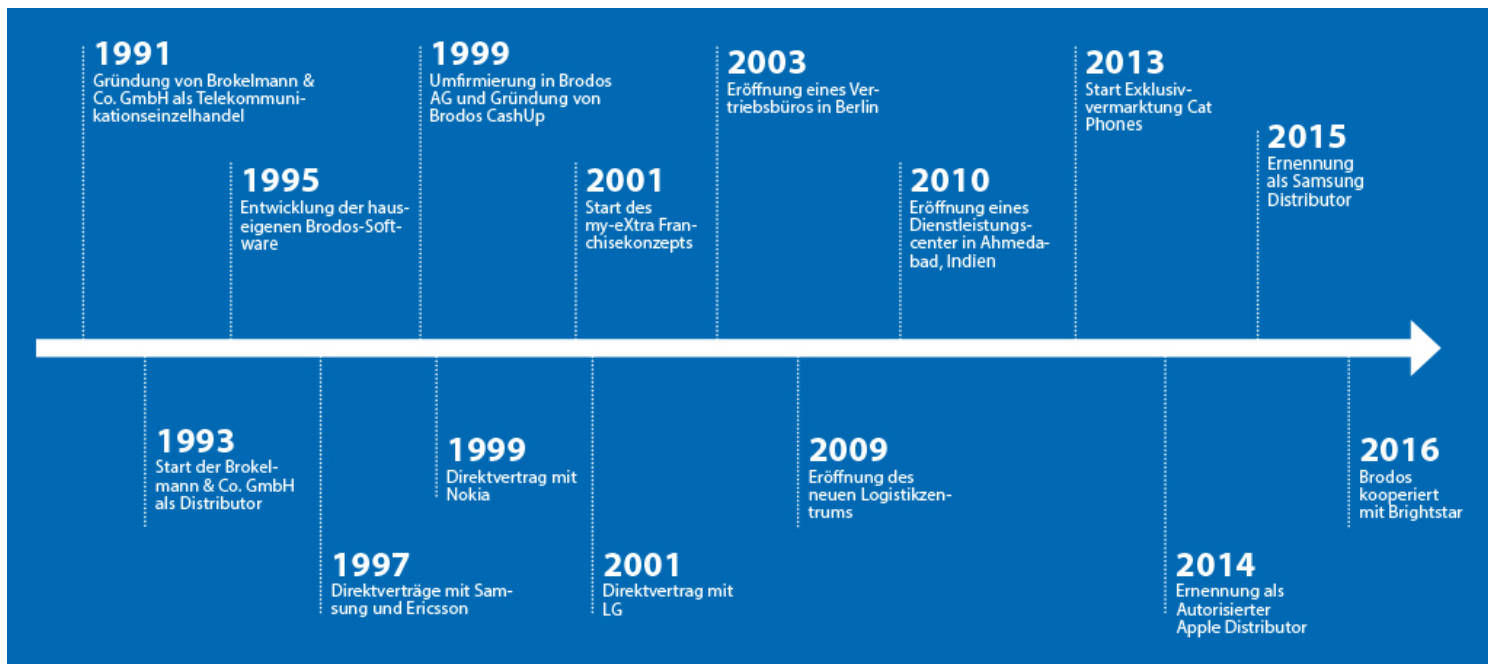 1991
Gründung von Brokelmann &
Co. GmbH als Telekommuni-
kationseinzelhandel
1993
Start der Brokel-
mann & Co. GmbH
als Distributor
1995
Entwicklung der haus-
eigenen Brodos-Soft-
ware
1997
Direktverträge mit Sam-
sung und Ericsson
1999
Umfirmierung in Brodos
AG und Gründung von
Brodos CashUp
1999
Direktvertrag mit
Nokia
2001
Start des
my-eXtra Fran-
chisekonzepts
2001
Direktvertrag mit
LG
2003
Eröffnung eines Ver-
triebsbüros in Berlin
2009
Eröffnung des
neuen Logistikzen-
trums
2010
Eröffnung eines
Dienstleistungs-
center in Ahmeda-
bad, Indien
2013
Start Exklusiv-
vermarktung Cat
Phones
2014
Ernennung als
Autorisierter
Apple Distributor
2015
Ernennung
als Samsung
Distributor
2016
Brodos
kooperiert
mit Brightstar